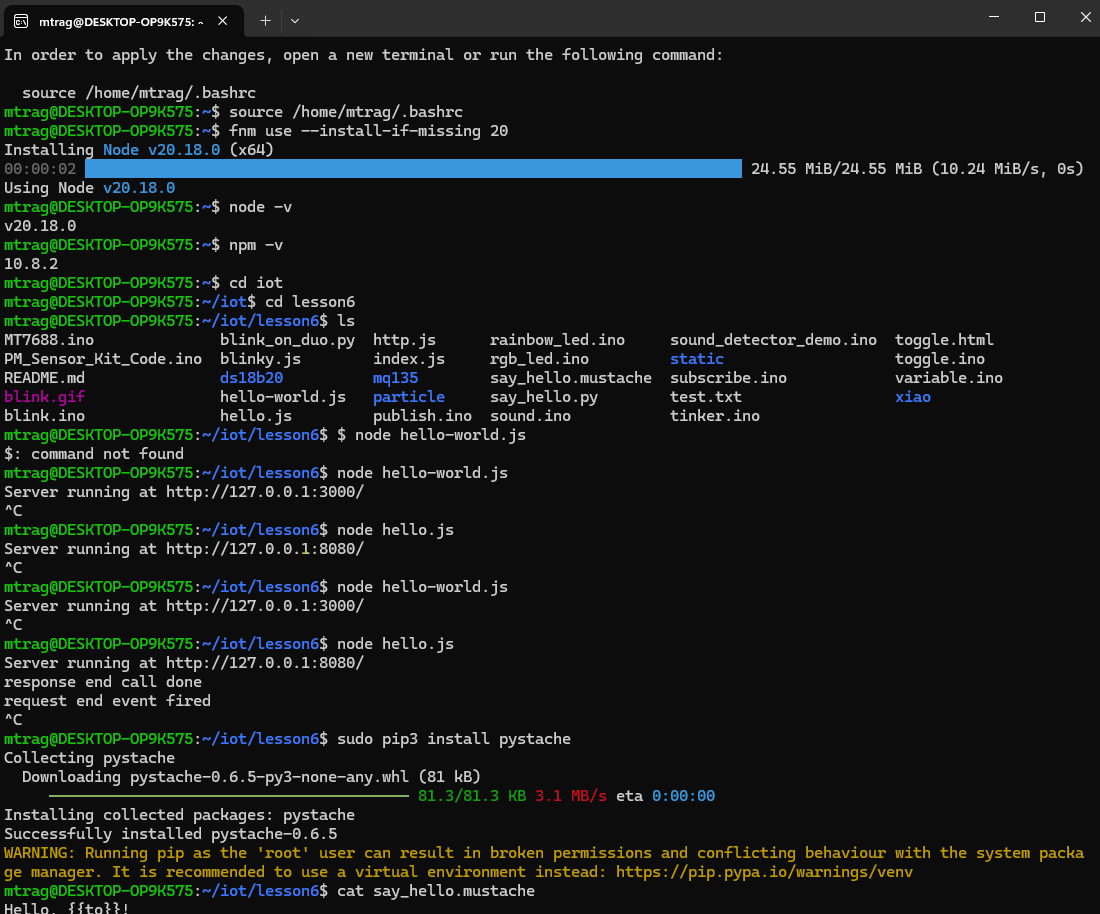 mtrag@DESKTOP-OP9K575: ~
In order to apply the changes, open a new terminal or run the following command:
source /home/mtrag/.bashrc
mtrag@DESKTOP-OP9K575:~$ source /home/mtrag/.bashrc
mtrag@DESKTOP-OP9K575:~$ fnm use --install-if-missing 20
Installing Node v20.18.0 (x64)
00:00:02 24.55 MiB/24.55 MiB (10.24 MiB/s, 0s)
Using Node v20.18.0
mtrag@DESKTOP-OP9K575:~$ node -v
v20.18.0
mtrag@DESKTOP-OP9K575:~$ npm -v
10.8.2
mtrag@DESKTOP-OP9K575:~$ cd iot
mtrag@DESKTOP-OP9K575:~/iot$ cd lesson6
mtrag@DESKTOP-OP9K575:~/iot/lesson6$ ls
MT7688.ino blink_on_duo.py http.js rainbow_led.ino sound_detector_demo.ino toggle.html
PM_Sensor_Kit_Code.ino blinky.js index.js rgb_led.ino static toggle.ino
README.md ds18b20 mq135 say_hello.mustache subscribe.ino variable.ino
blink.gif hello-world.js particle say_hello.py test.txt xiao
blink.ino hello.js publish.ino sound.ino tinker.ino
mtrag@DESKTOP-OP9K575:~/iot/lesson6$ $ node hello-world.js
$: command not found
mtrag@DESKTOP-OP9K575:~/iot/lesson6$ node hello-world.js
Server running at http://127.0.0.1:3000/
^C
mtrag@DESKTOP-OP9K575:~/iot/lesson6$ node hello.js
Server running at http://127.0.0.1:8080/
^C
mtrag@DESKTOP-OP9K575:~/iot/lesson6$ node hello-world.js
Server running at http://127.0.0.1:3000/
^C
mtrag@DESKTOP-OP9K575:~/iot/lesson6$ node hello.js
Server running at http://127.0.0.1:8080/
response end call done
request end event fired
^C
mtrag@DESKTOP-OP9K575:~/iot/lesson6$ sudo pip3 install pystache
Collecting pystache
Downloading pystache-0.6.5-py3-none-any.whl (81 kB)
81.3/81.3 KB 3.1 MB/s eta 0:00:00
Installing collected packages: pystache
Successfully installed pystache-0.6.5
WARNING: Running pip as the 'root' user can result in broken permissions and conflicting behaviour with the system packa
ge manager. It is recommended to use a virtual environment instead: https://pip.pypa.io/warnings/venv
mtrag@DESKTOP-OP9K575:~/iot/lesson6$ cat say_hello.mustache
Hello, {{to}}!